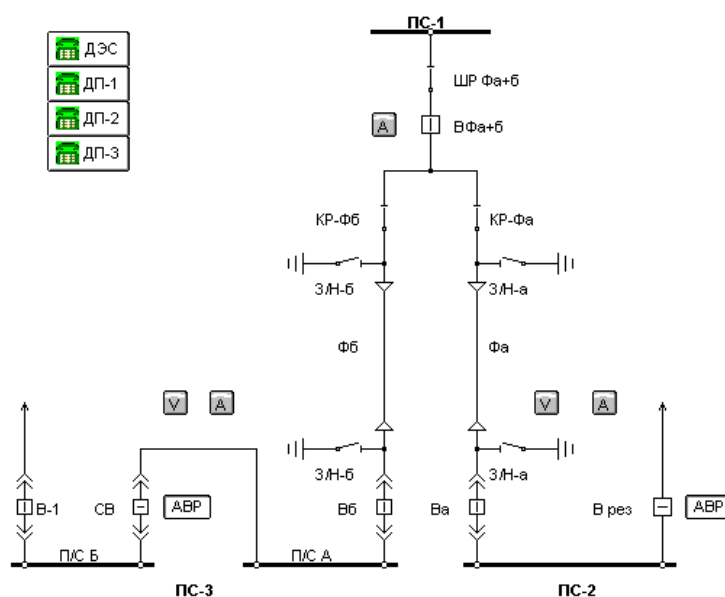 ПС-1
ДЭС
ДП-1
ДП-2
ДП-3
ШР Фа+б
А
ВФа+б
КР-Фб
КР-Фа
З/Н-б
З/Н-а
Фб
Фа
V
А
V
А
З/Н-б
З/Н-а
В-1
СВ
АВР
Вб
Ва
В рез
АВР
П/С Б
П/С А
ПС-3
ПС-2